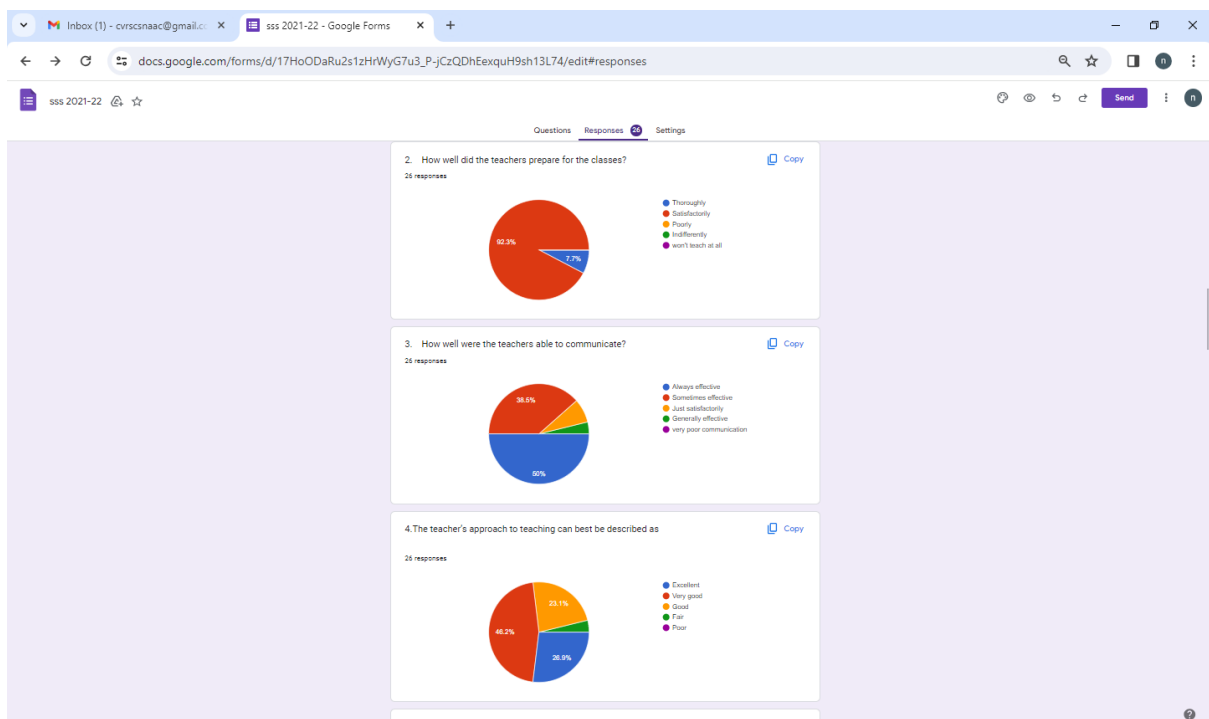 Inbox (1) - cvrscsnaac@gmail.cc
sss 2021-22 - Google Forms
docs.google.com/forms/d/17HoODaRu2s1zHrWyG7u3_P-jCzQDhEexquH9sh13L74/edit#responses
n
sss 2021-22
Send
n
Questions Responses 26 Settings
2. How well did the teachers prepare for the classes?
Copy
26 responses
92.3%
7.7%
Thoroughly
Satisfactorily
Poorly
Indifferently
won't teach at all
3. How well were the teachers able to communicate?
Copy
26 responses
38.5%
50%
Always effective
Sometimes effective
Just satisfactorily
Generally effective
very poor communication
4.The teacher's approach to teaching can best be described as
Copy
26 responses
23.1%
46.2%
26.9%
Excellent
Very good
Good
Fair
Poor